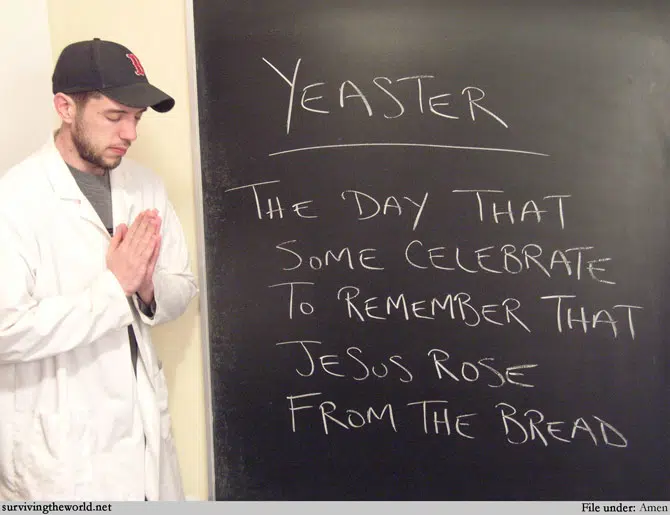 YEASTER
THE DAY THAT
SOME CELEBRATE
TO REMEMBER THAT
JESUS ROSE
FROM THE BREAD
survivingtheworld.net
File under: Amen